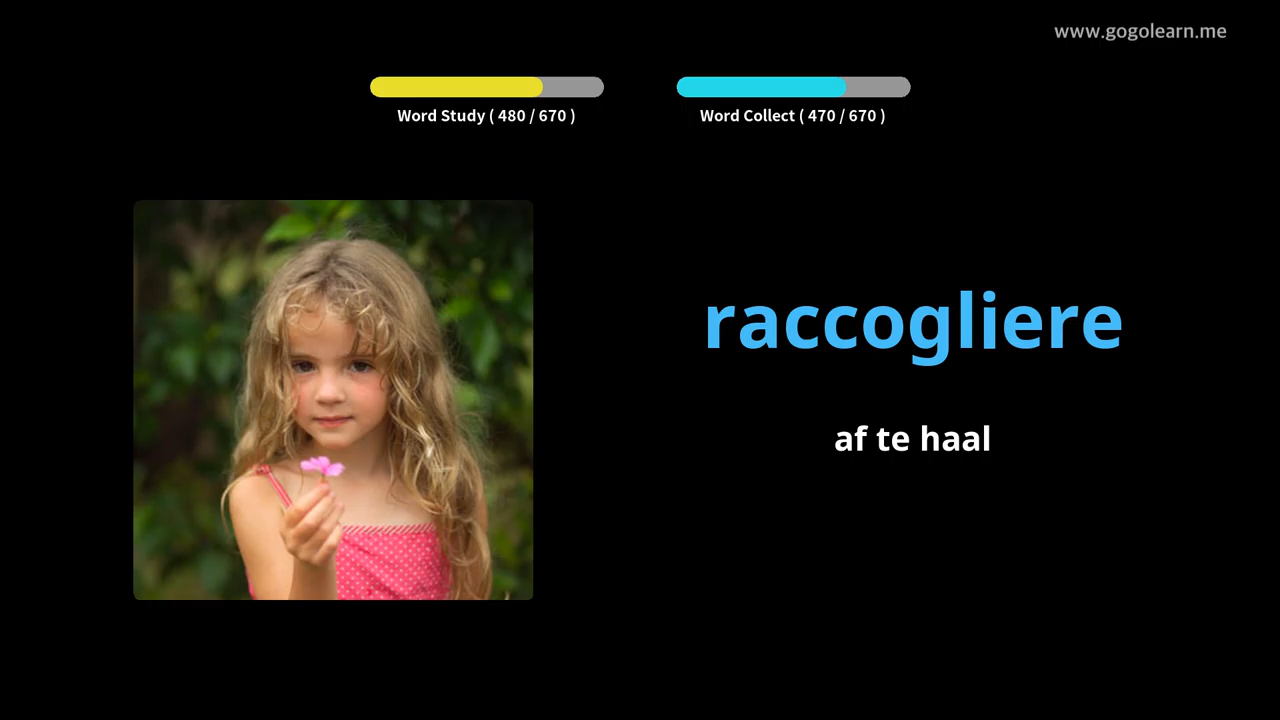 www.gogolearn.me
Word Study ( 480 / 670 )
Word Collect ( 470 / 670 )
raccogliere
af te haal